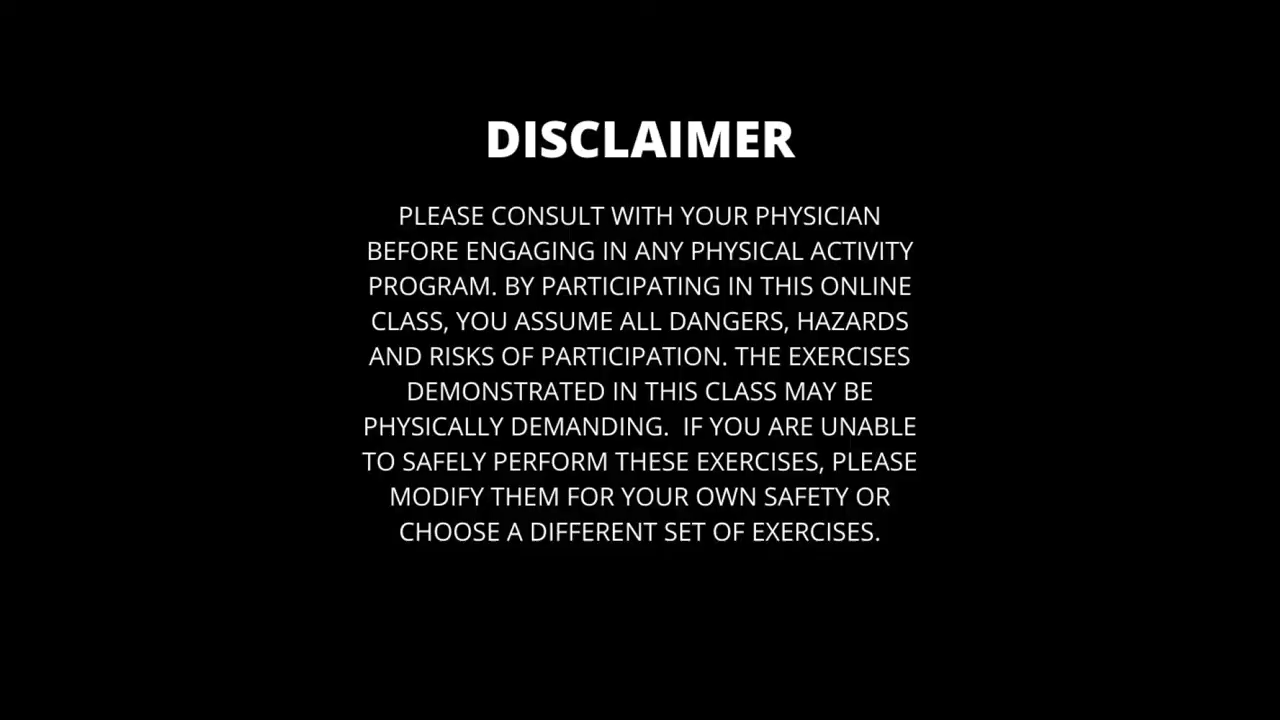 DISCLAIMER
PLEASE CONSULT WITH YOUR PHYSICIAN
BEFORE ENGAGING IN ANY PHYSICAL ACTIVITY
PROGRAM. BY PARTICIPATING IN THIS ONLINE
CLASS, YOU ASSUME ALL DANGERS, HAZARDS
AND RISKS OF PARTICIPATION. THE EXERCISES
DEMONSTRATED IN THIS CLASS MAY BE
PHYSICALLY DEMANDING.  IF YOU ARE UNABLE
TO SAFELY PERFORM THESE EXERCISES, PLEASE
MODIFY THEM FOR YOUR OWN SAFETY OR
CHOOSE A DIFFERENT SET OF EXERCISES.